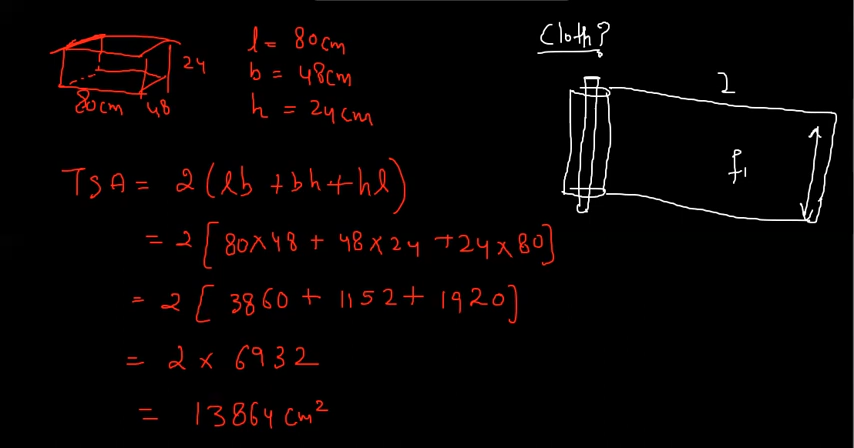 24
80cm 48
l = 80cm
b = 48cm
h = 24cm
TSA = 2(lb + bh + hl)
= 2[80×48 + 48×24 + 24×80]
= 2[3860 + 1152 + 1920]
= 2 × 6932
= 13864 cm²
Cloth?